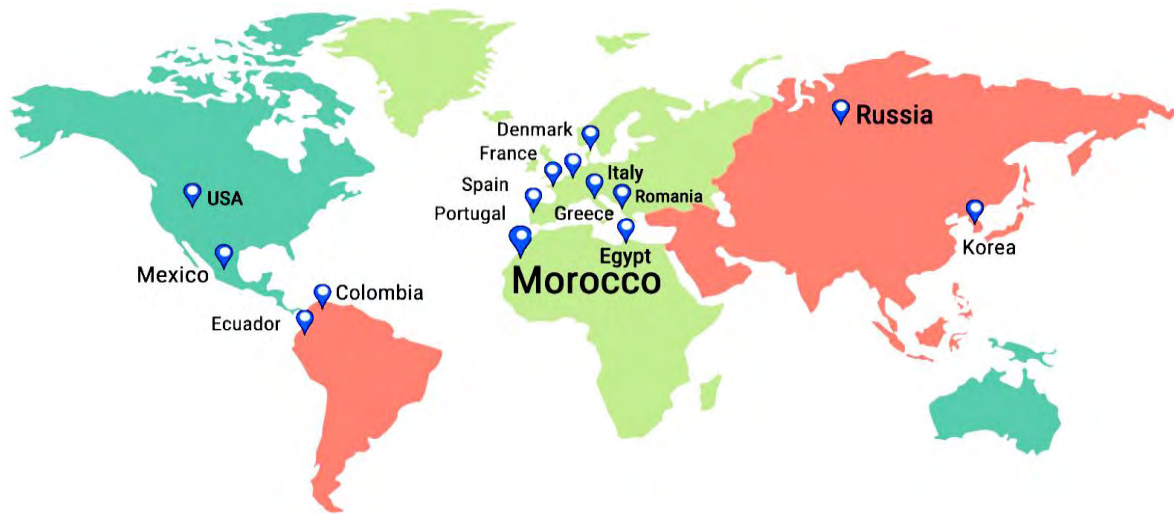 Denmark
Russia
France
Italy
Spain
USA
Romania
Portugal
Greece
Korea
Egypt
Mexico
Morocco
Colombia
Ecuador